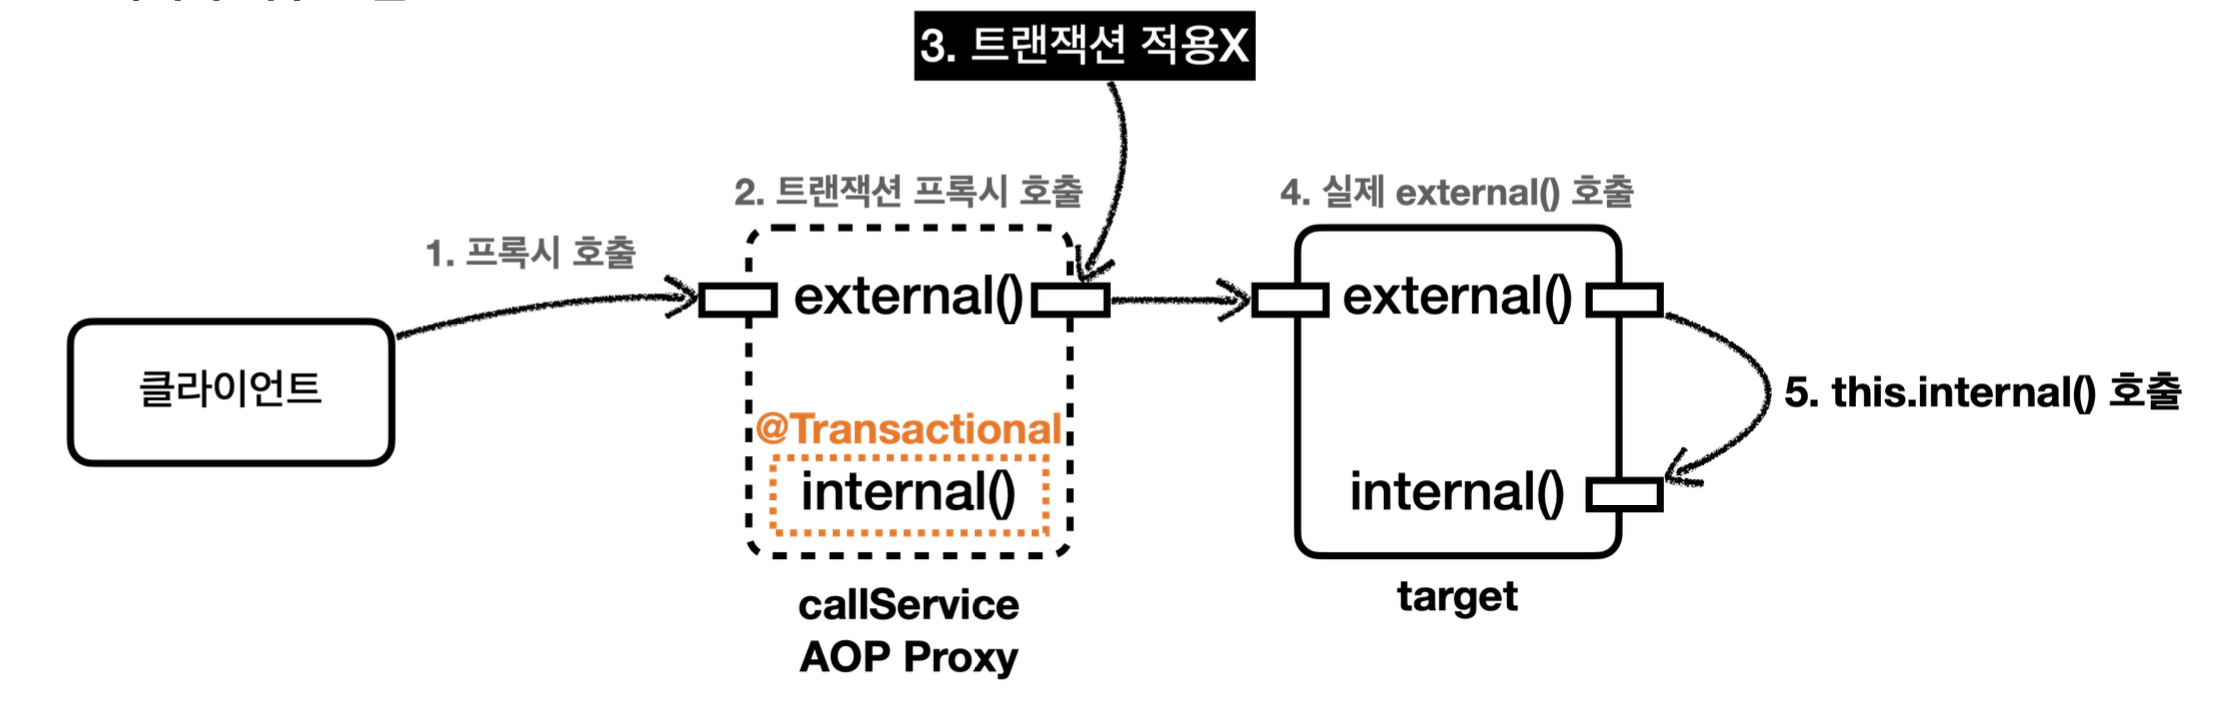 3. 트랜잭션 적용X
2. 트랜잭션 프록시 호출
4. 실제 external() 호출
1. 프록시 호출
external()
external()
클라이언트
5. this.internal() 호출
@Transactional
internal()
internal()
callService
AOP Proxy
target